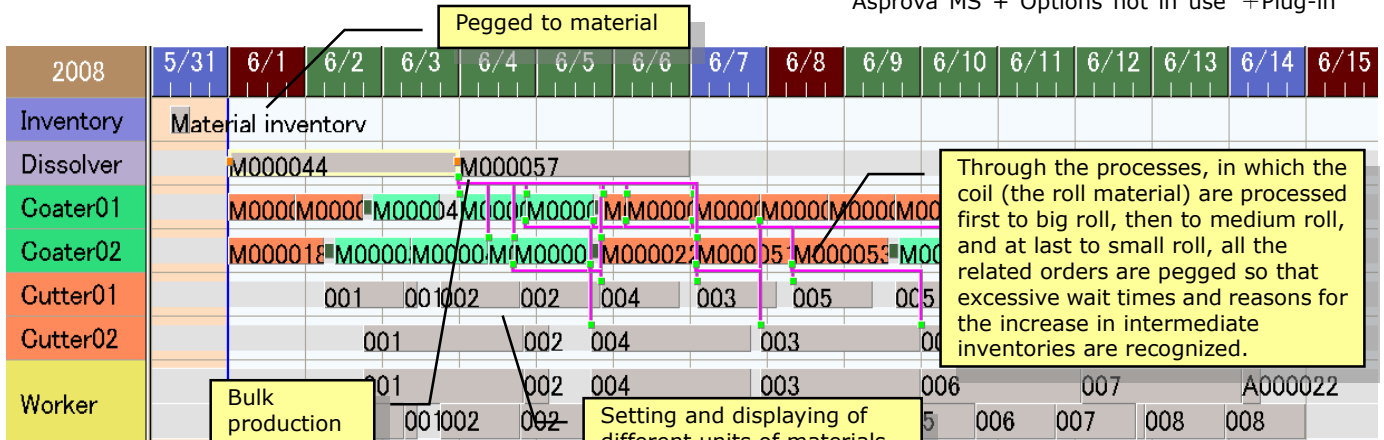 Asprova MS + Options not in use +Plug-in
Pegged to material
2008 5/31 6/1 6/2 6/3 6/4 6/5 6/6 6/7 6/8 6/9 6/10 6/11 6/12 6/13 6/14 6/15
Inventory Material inventory
Dissolver M000044 M000057
Coater01
Coater02
Cutter01 001 001 002 002 004 003 005 005
Cutter02 001 002 004 003
Worker 001 002 004 003 006 007 A000022
001 002 002 006 007 008 008
Through the processes, in which the
coil (the roll material) are processed
first to big roll, then to medium roll,
and at last to small roll, all the
related orders are pegged so that
excessive wait times and reasons for
the increase in intermediate
inventories are recognized.
Bulk
production
Setting and displaying of
different units of materials